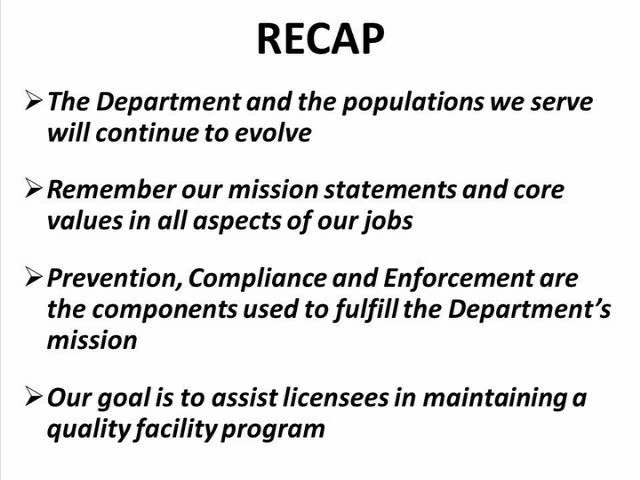 RECAP
The Department and the populations we serve
will continue to evolve
Remember our mission statements and core
values in all aspects of our jobs
Prevention, Compliance and Enforcement are
the components used to fulfill the Department’s
mission
Our goal is to assist licensees in maintaining a
quality facility program